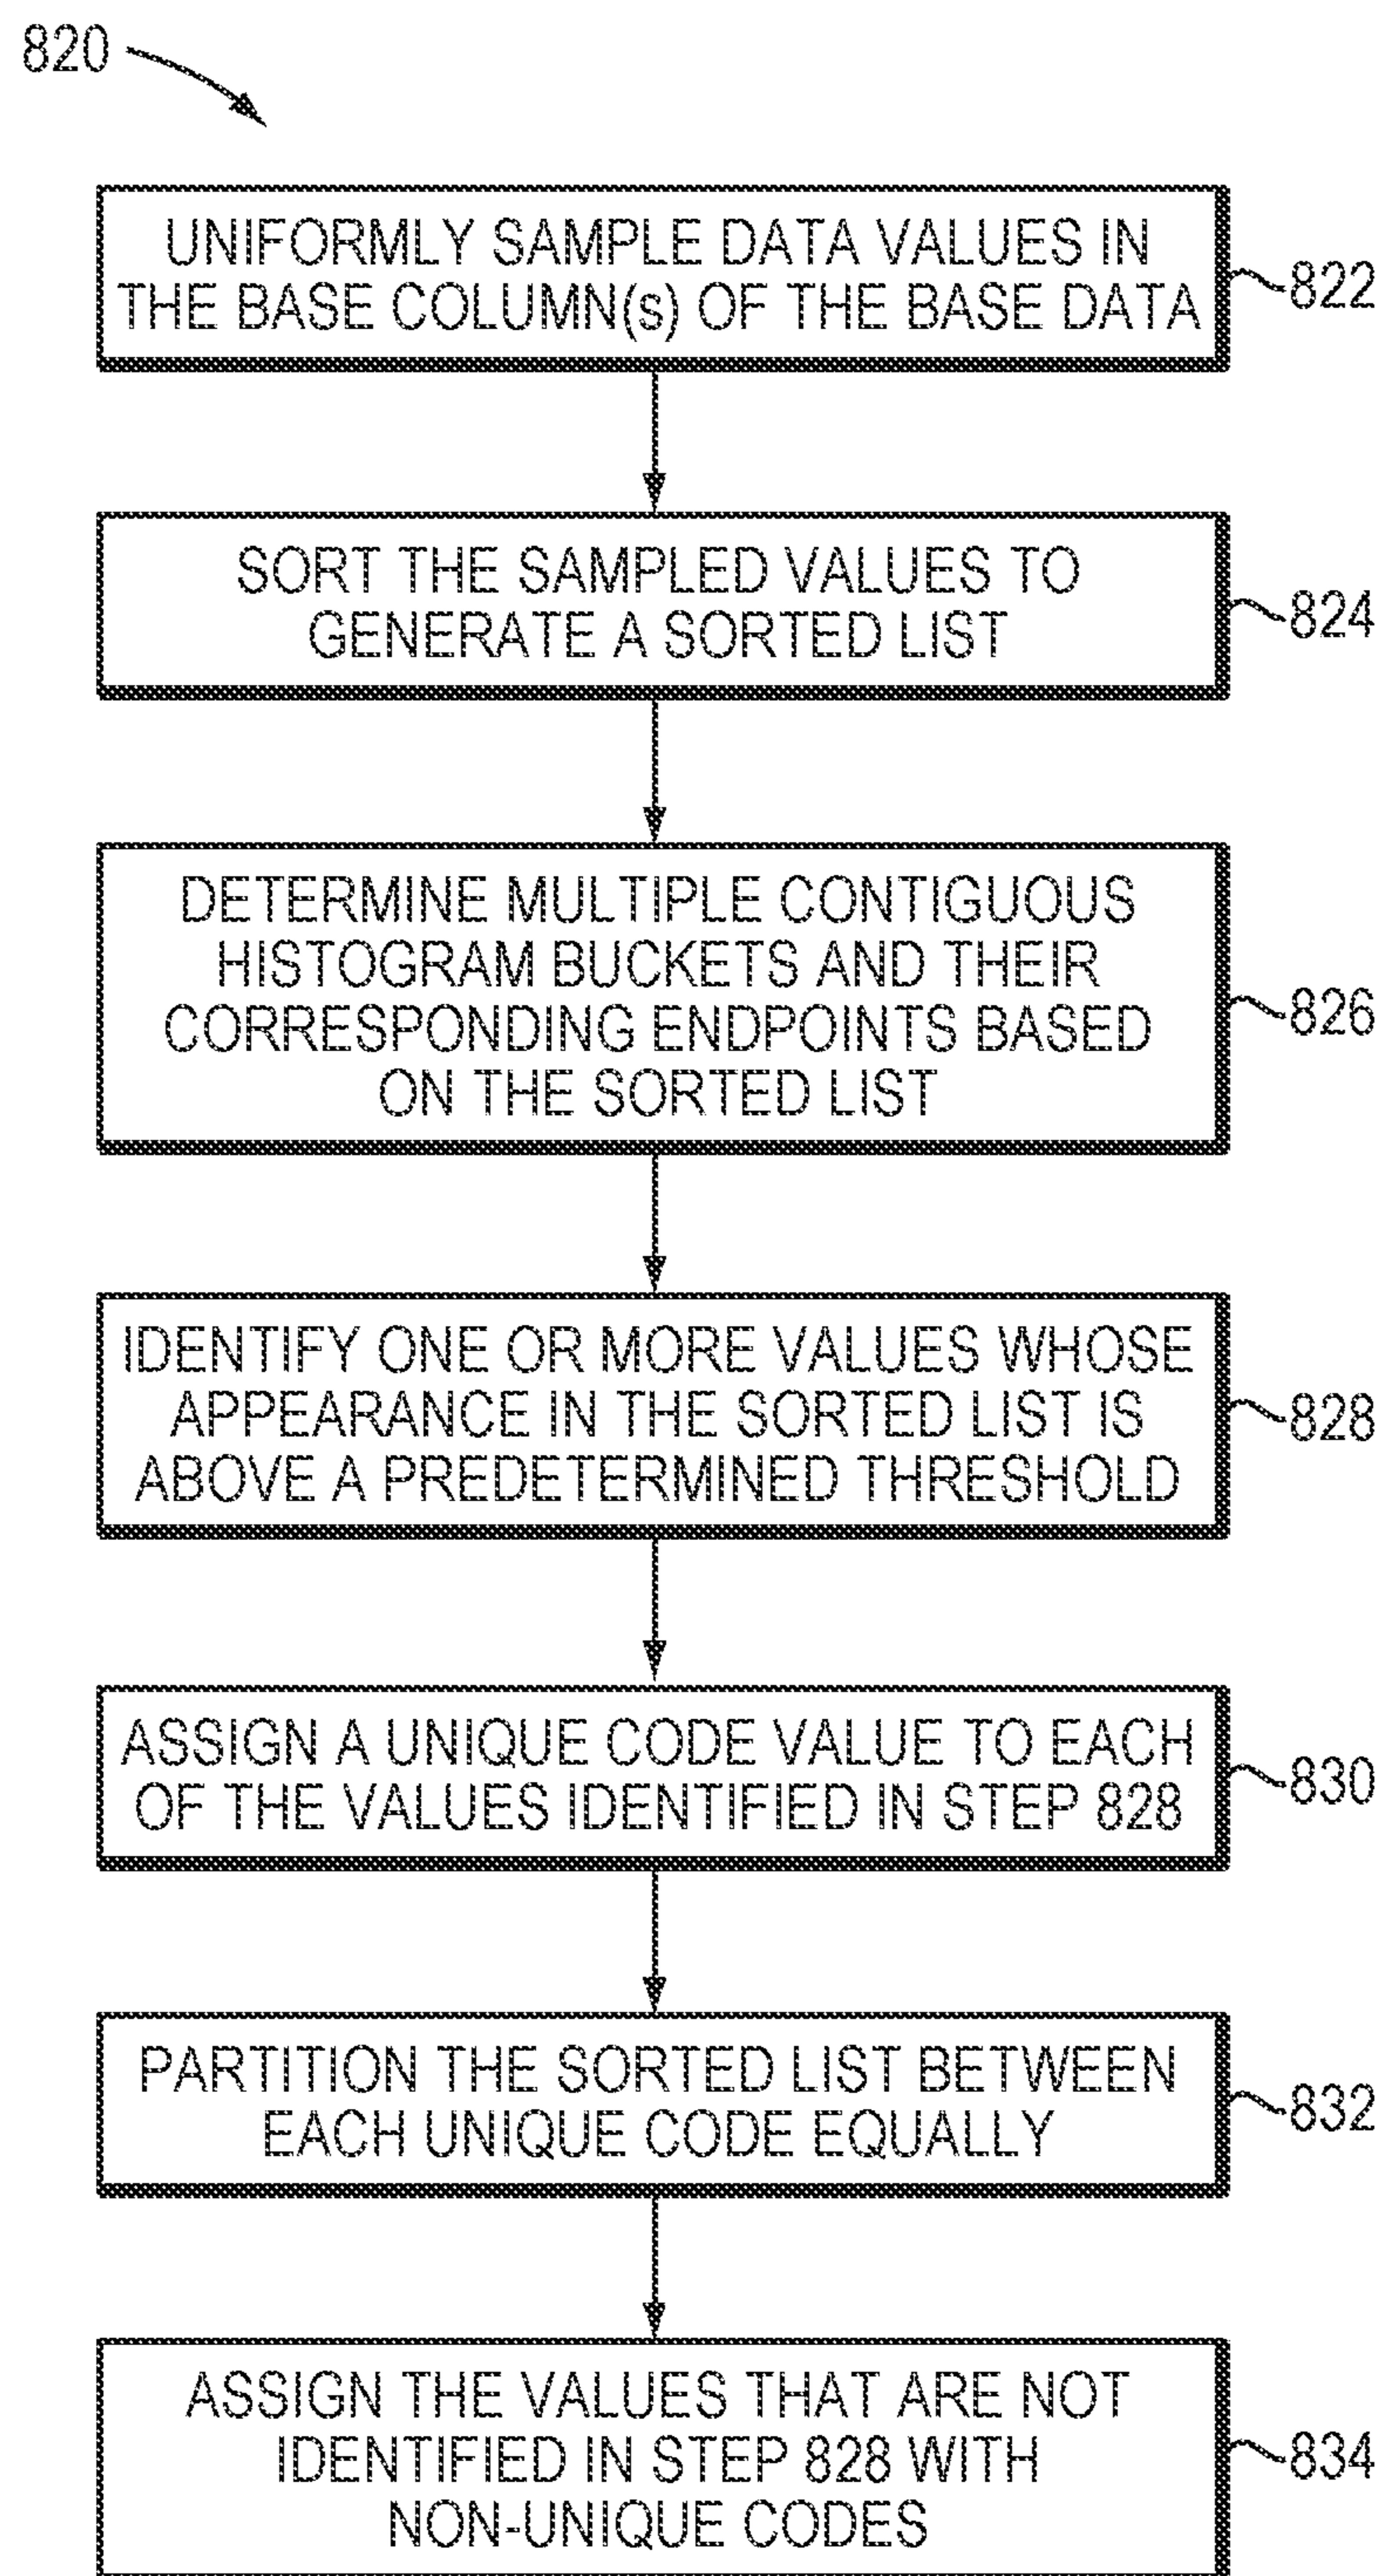 820
UNIFORMLY SAMPLE DATA VALUES IN
THE BASE COLUMN(s) OF THE BASE DATA
822
SORT THE SAMPLED VALUES TO
GENERATE A SORTED LIST
824
DETERMINE MULTIPLE CONTIGUOUS
HISTOGRAM BUCKETS AND THEIR
CORRESPONDING ENDPOINTS BASED
ON THE SORTED LIST
826
IDENTIFY ONE OR MORE VALUES WHOSE
APPEARANCE IN THE SORTED LIST IS
ABOVE A PREDETERMINED THRESHOLD
828
ASSIGN A UNIQUE CODE VALUE TO EACH
OF THE VALUES IDENTIFIED IN STEP 828
830
PARTITION THE SORTED LIST BETWEEN
EACH UNIQUE CODE EQUALLY
832
ASSIGN THE VALUES THAT ARE NOT
IDENTIFIED IN STEP 828 WITH
NON-UNIQUE CODES
834